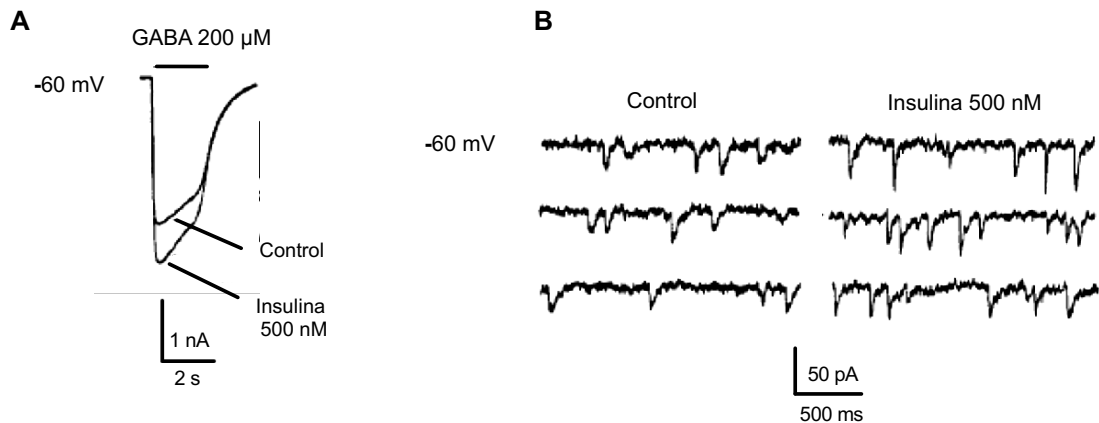 A
GABA 200 µM
-60 mV
Control
Insulina
500 nM
1 nA
2 s
B
Control
Insulina 500 nM
-60 mV
50 pA
500 ms